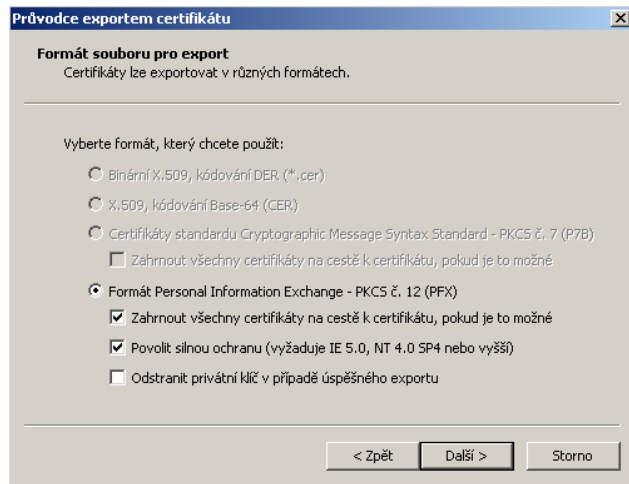 Průvodce exportem certifikátu
Formát souboru pro export
Certifikáty lze exportovat v různých formátech.
Vyberte formát, který chcete použít:
Binární X.509, kódování DER (*.cer)
X.509, kódování Base-64 (CER)
Certifikáty standardu Cryptographic Message Syntax Standard - PKCS č. 7 (P7B)
Zahrnout všechny certifikáty na cestě k certifikátu, pokud je to možné
Formát Personal Information Exchange - PKCS č. 12 (PFX)
Zahrnout všechny certifikáty na cestě k certifikátu, pokud je to možné
Povolit silnou ochranu (vyžaduje IE 5.0, NT 4.0 SP4 nebo vyšší)
Odstranit privátní klíč v případě úspěšného exportu
< Zpět Další > Storno